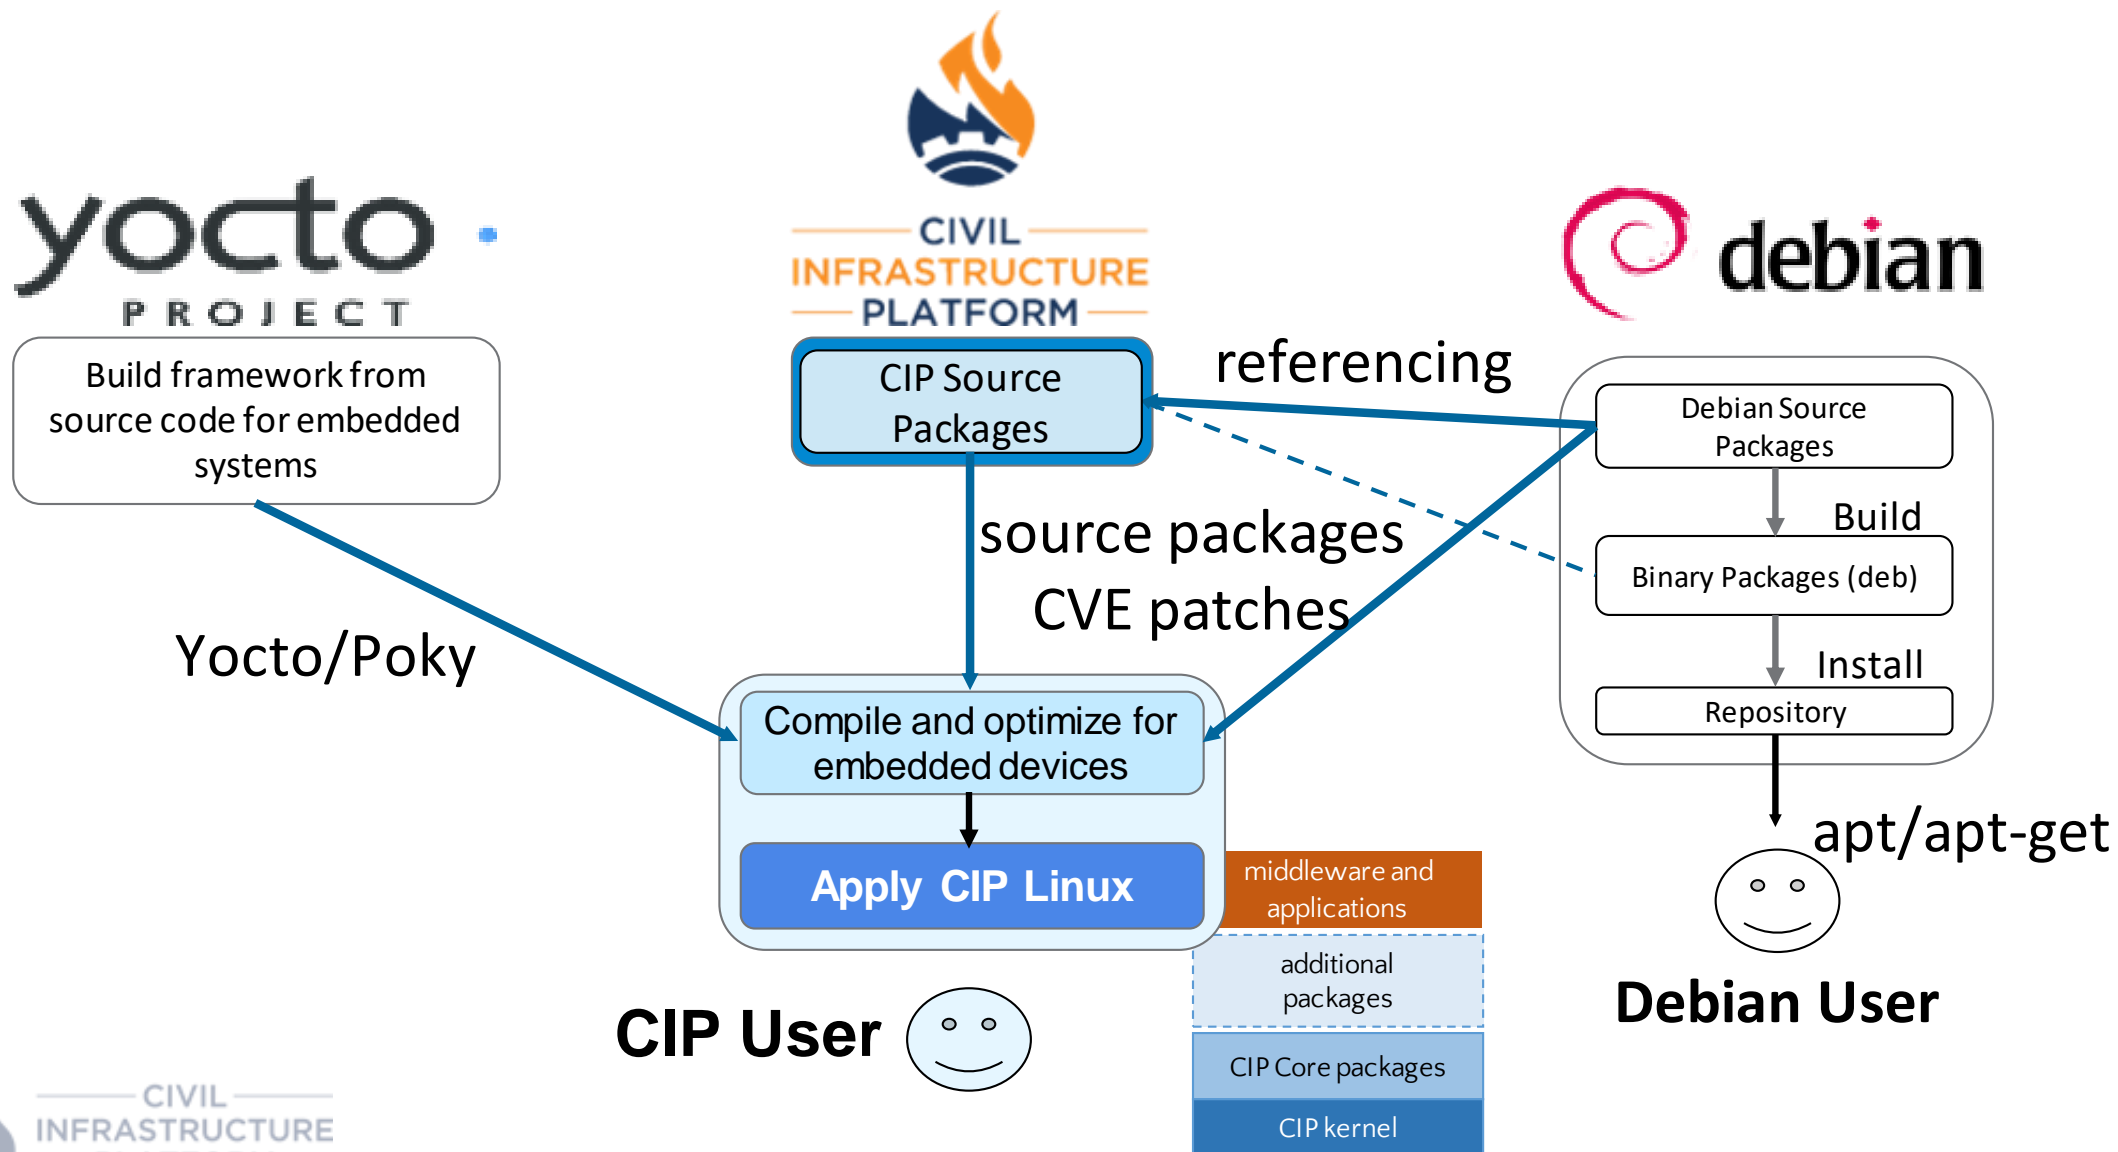 yocto
PROJECT
Build framework from
source code for embedded
systems
CIVIL
INFRASTRUCTURE
PLATFORM
CIP Source
Packages
referencing
debian
Debian Source
Packages
Build
Binary Packages (deb)
Install
Repository
source packages
CVE patches
Yocto/Poky
Compile and optimize for
embedded devices
Apply CIP Linux
apt/apt-get
middleware and
applications
additional
packages
CIP Core packages
CIP kernel
CIP User
Debian User
CIVIL
INFRASTRUCTURE